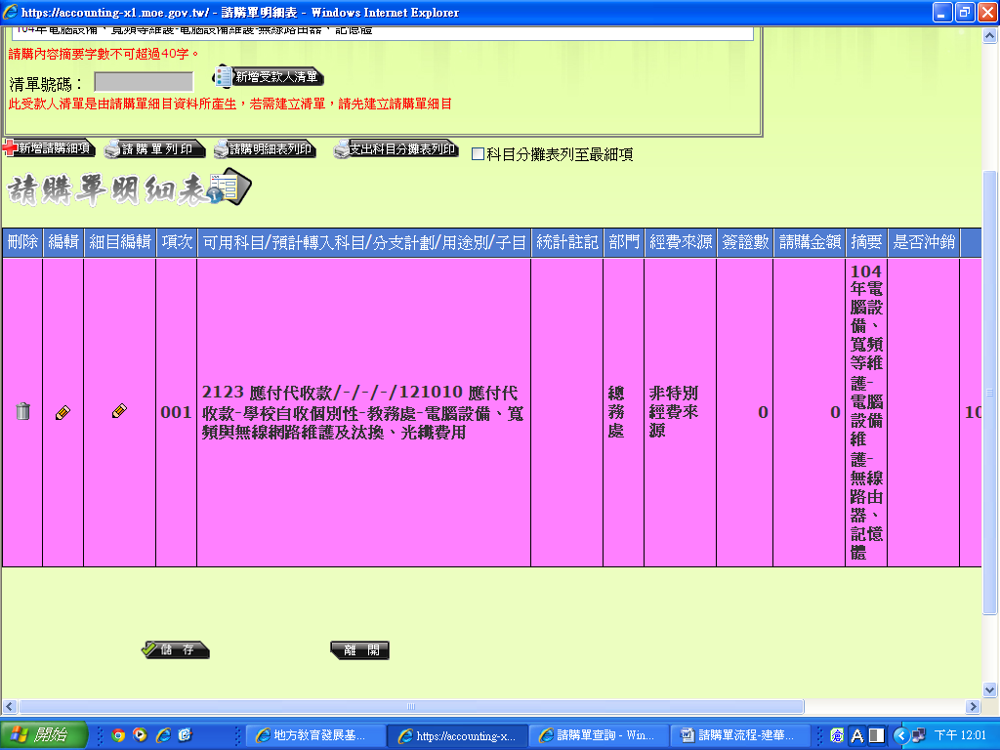 https://accounting-x1.moe.gov.tw/ - 請購單明細表 - Windows Internet Explorer
104年電腦設備、寬頻等維護-電腦設備維護-無線路由器、記憶體
請購內容摘要字數不可超過40字。
清單號碼：
新增受款人清單
此受款人清單是由請購單細目資料所產生，若需建立清單，請先建立請購單細目
新增請購細項
請購單列印
請購明細表列印
支出科目分攤表列印
科目分攤表列至最細項
請購單明細表
刪除 編輯 細目編輯 項次 可用科目/預計轉入科目/分支計劃/用途別/子目 統計註記 部門 經費來源 簽證數 請購金額 摘要 是否沖銷
001
2123 應付代收款/-/-/-/121010 應付代
收款-學校自收個別性-教務處-電腦設備、寬
頻與無線網路維護及汰換、光纖費用
總
務
處
非特別
經費來
源
0
0
104
年電
腦設
備、
寬頻
等維
護-
電腦
設備
維
護-
無線
路由
器、
記憶
體
10
儲 存
離 開
開始
地方教育發展基...
https://accounting-x...
請購單查詢 - Win...
請購單流程-建華...
A
下午 12:01